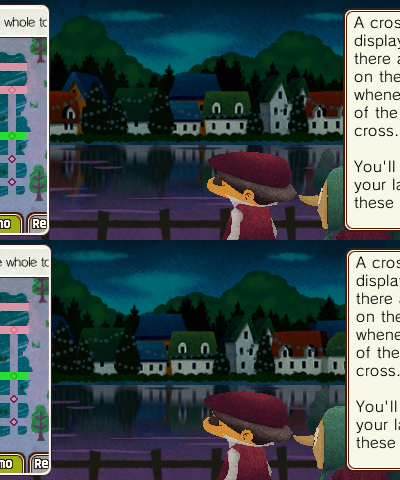 whole to
A cros
display
there a
on the
whene
of the
cross.
You'll
your la
these
mo
Re
whole to
A cros
display
there a
on the
whene
of the
cross.
You'll
your la
these
mo
Re